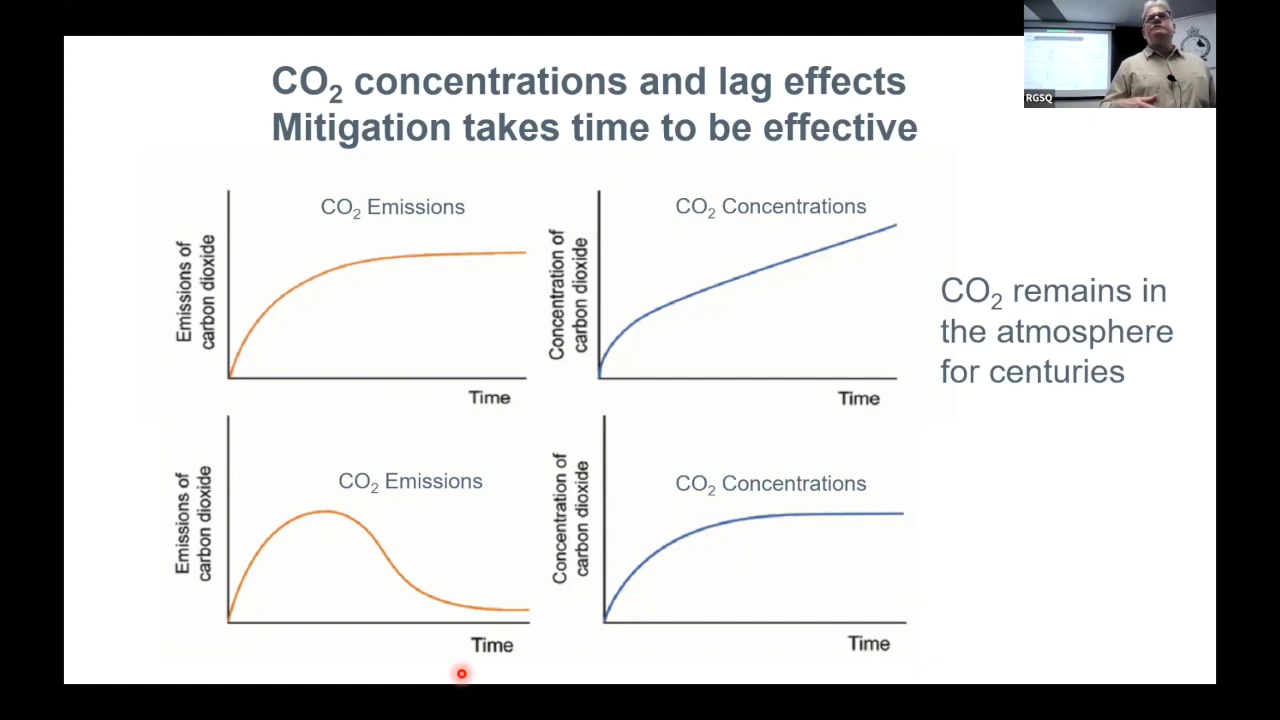 CO₂ concentrations and lag effects
Mitigation takes time to be effective
RGSQ
CO₂ Emissions
Emissions of
carbon dioxide
Time
CO₂ Concentrations
Concentration of
carbon dioxide
Time
CO₂ remains in
the atmosphere
for centuries
CO₂ Emissions
Emissions of
carbon dioxide
Time
CO₂ Concentrations
Concentration of
carbon dioxide
Time